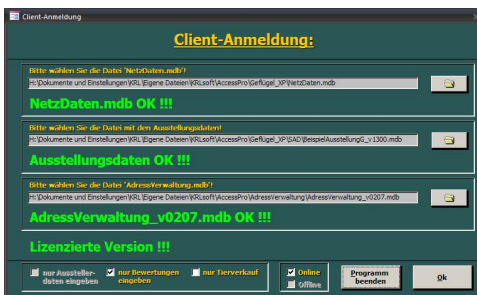 Client-Anmeldung
Client-Anmeldung:
Bitte wählen Sie die Datei 'NetzDaten.mdb'!
H:\Dokumente und Einstellungen\KRL\Eigene Dateien\KRLsoft\AccessPro\Geflügel_XP\NetzDaten.mdb
NetzDaten.mdb OK !!!
Bitte wählen Sie die Datei mit den Ausstellungsdaten!
H:\Dokumente und Einstellungen\KRL\Eigene Dateien\KRLsoft\AccessPro\Geflügel_XP\SAD\BeispielAusstellungG_v1300.mdb
Ausstellungsdaten OK !!!
Bitte wählen Sie die Datei 'AdressVerwaltung.mdb'!
H:\Dokumente und Einstellungen\KRL\Eigene Dateien\KRLsoft\AccessPro\AdressVerwaltung\AdressVerwaltung_v0207.mdb
AdressVerwaltung_v0207.mdb OK !!!
Lizenzierte Version !!!
nur Aussteller-daten eingeben
nur Bewertungen eingeben
nur Tierverkauf
Online
Offline
Programm beenden
Ok